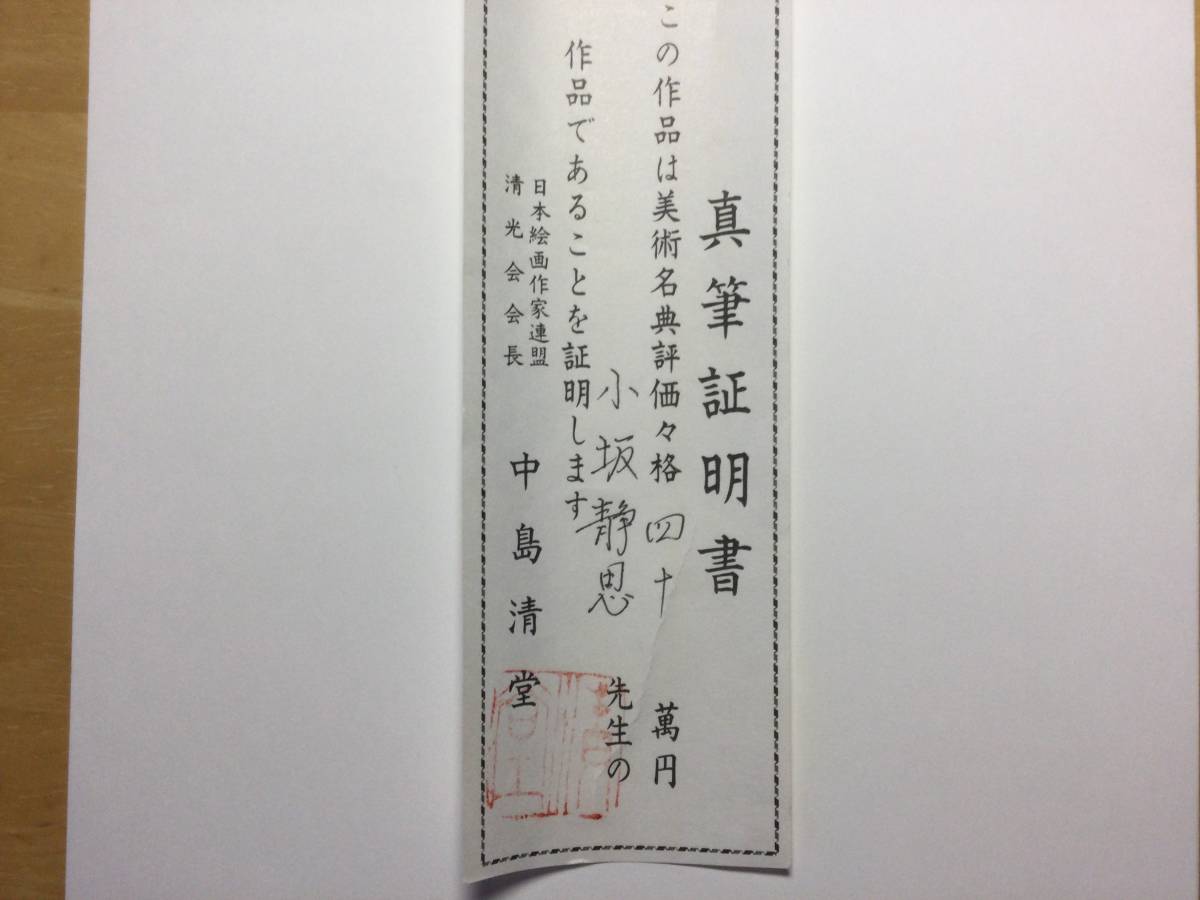 真筆証明書
この作品は美術名典評価々格 四十 萬円
小坂静思 先生の
作品であることを証明します
日本絵画作家連盟
清光会会長
中島清堂